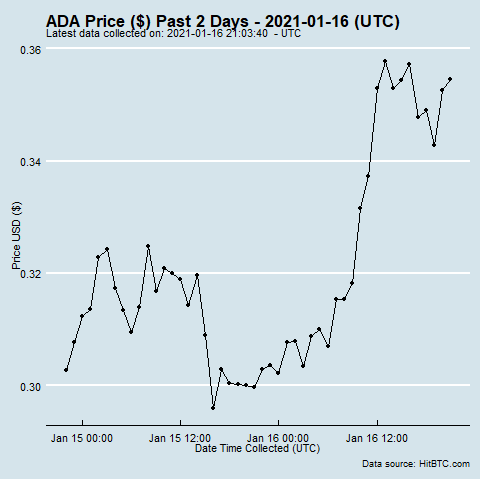 ADA Price ($) Past 2 Days - 2021-01-16 (UTC)
Latest data collected on: 2021-01-16 21:03:40  - UTC
0.36
0.34
0.32
0.30
Price USD ($)
Jan 15 00:00 Jan 15 12:00 Jan 16 00:00 Jan 16 12:00
Date Time Collected (UTC)
Data source: HitBTC.com